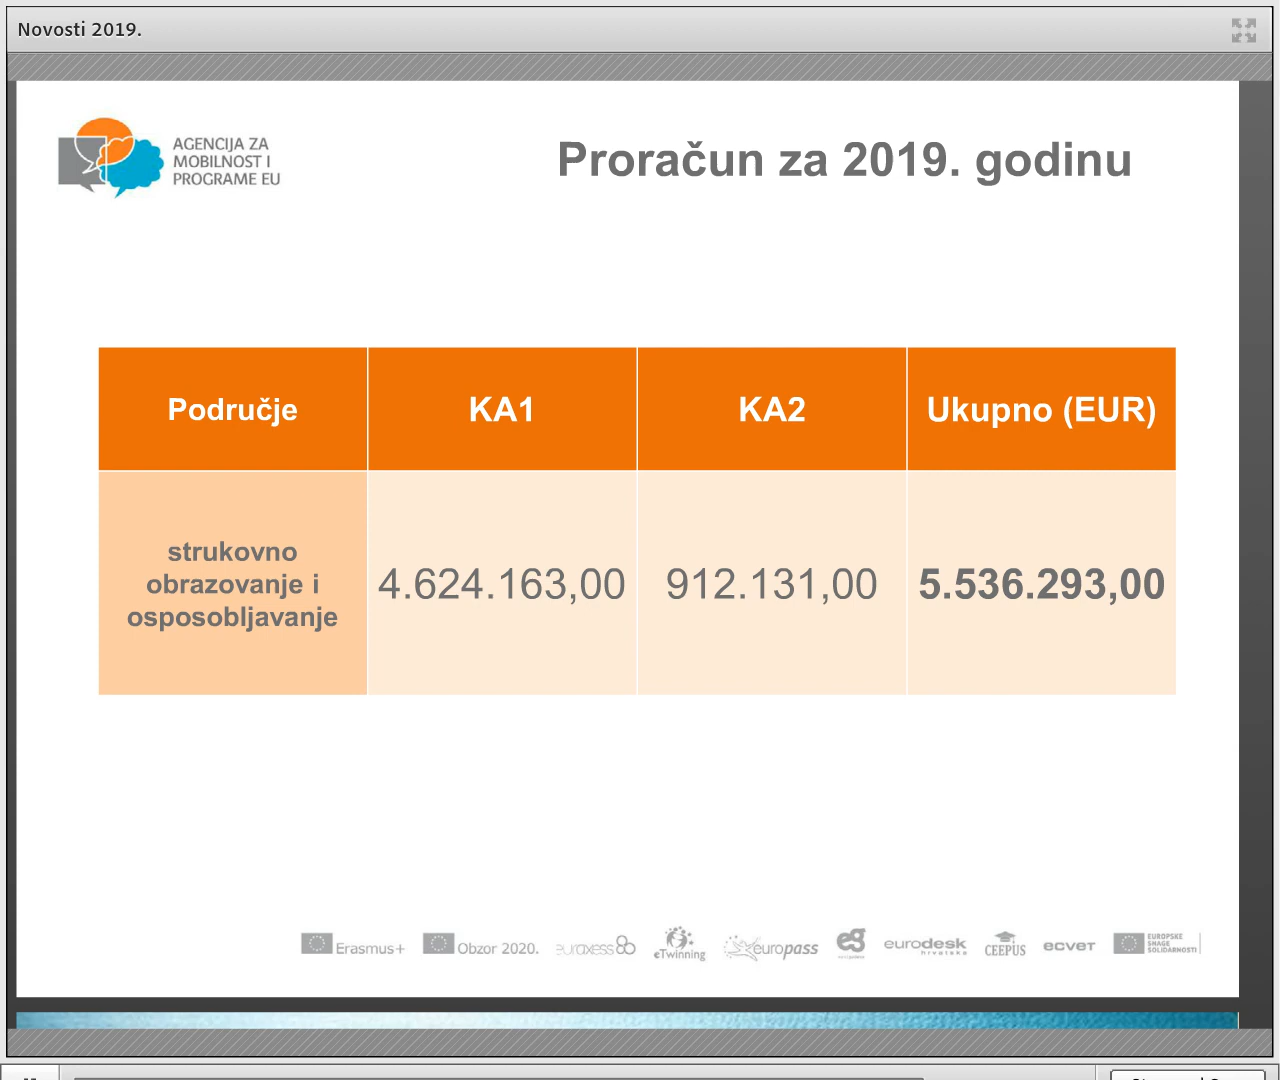 Novosti 2019.
AGENCIJA ZA
MOBILNOST I
PROGRAME EU
Proračun za 2019. godinu
Područje KA1 KA2 Ukupno (EUR)
strukovno
obrazovanje i
osposobljavanje
4.624.163,00 912.131,00 5.536.293,00
Erasmus+ Obzor 2020. euraxess eTwinning europass eurodesk CEEPUS ECVET
hrvatska
EUROPSKE
SNAGE
SOLIDARNOSTI